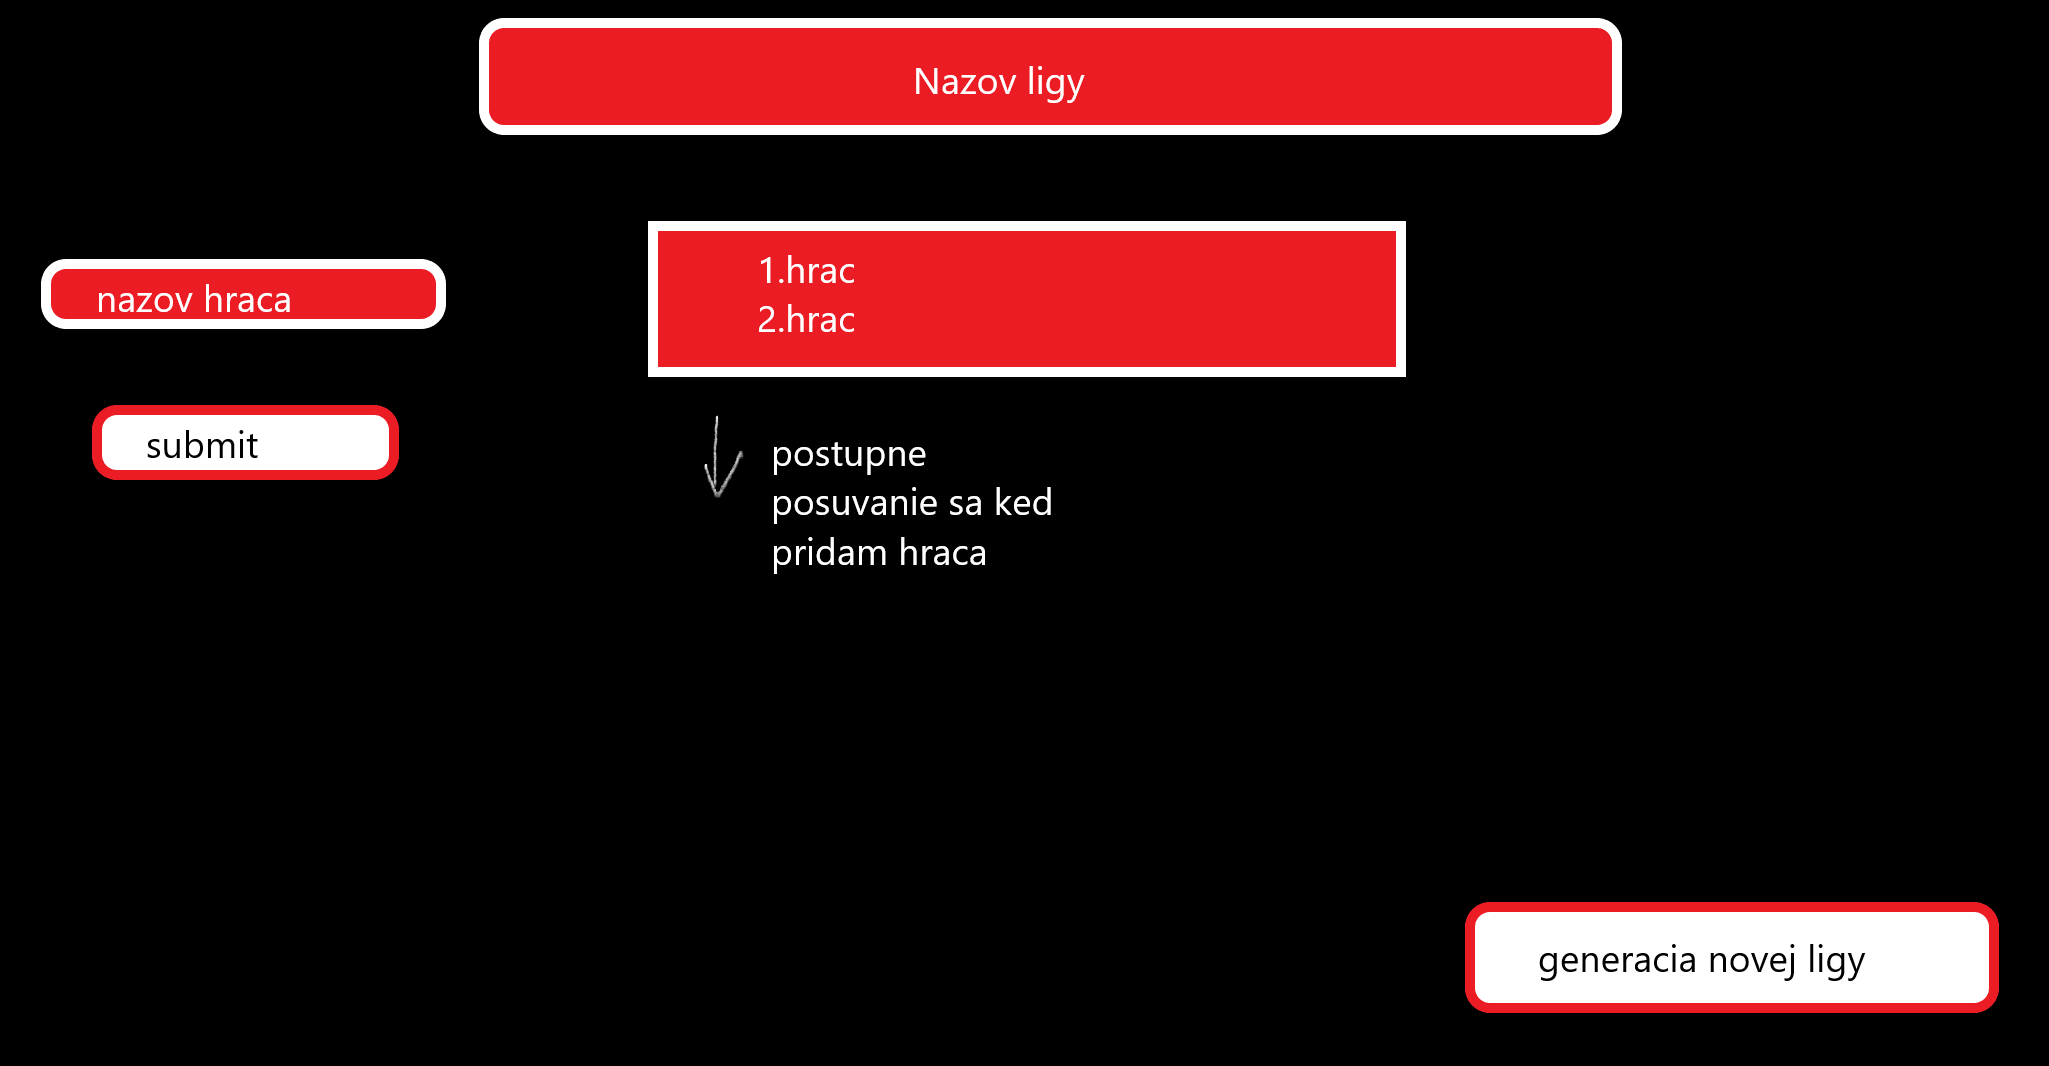 Nazov ligy
nazov hraca
submit
1.hrac
2.hrac
postupne
posuvanie sa ked
pridam hraca
generacia novej ligy